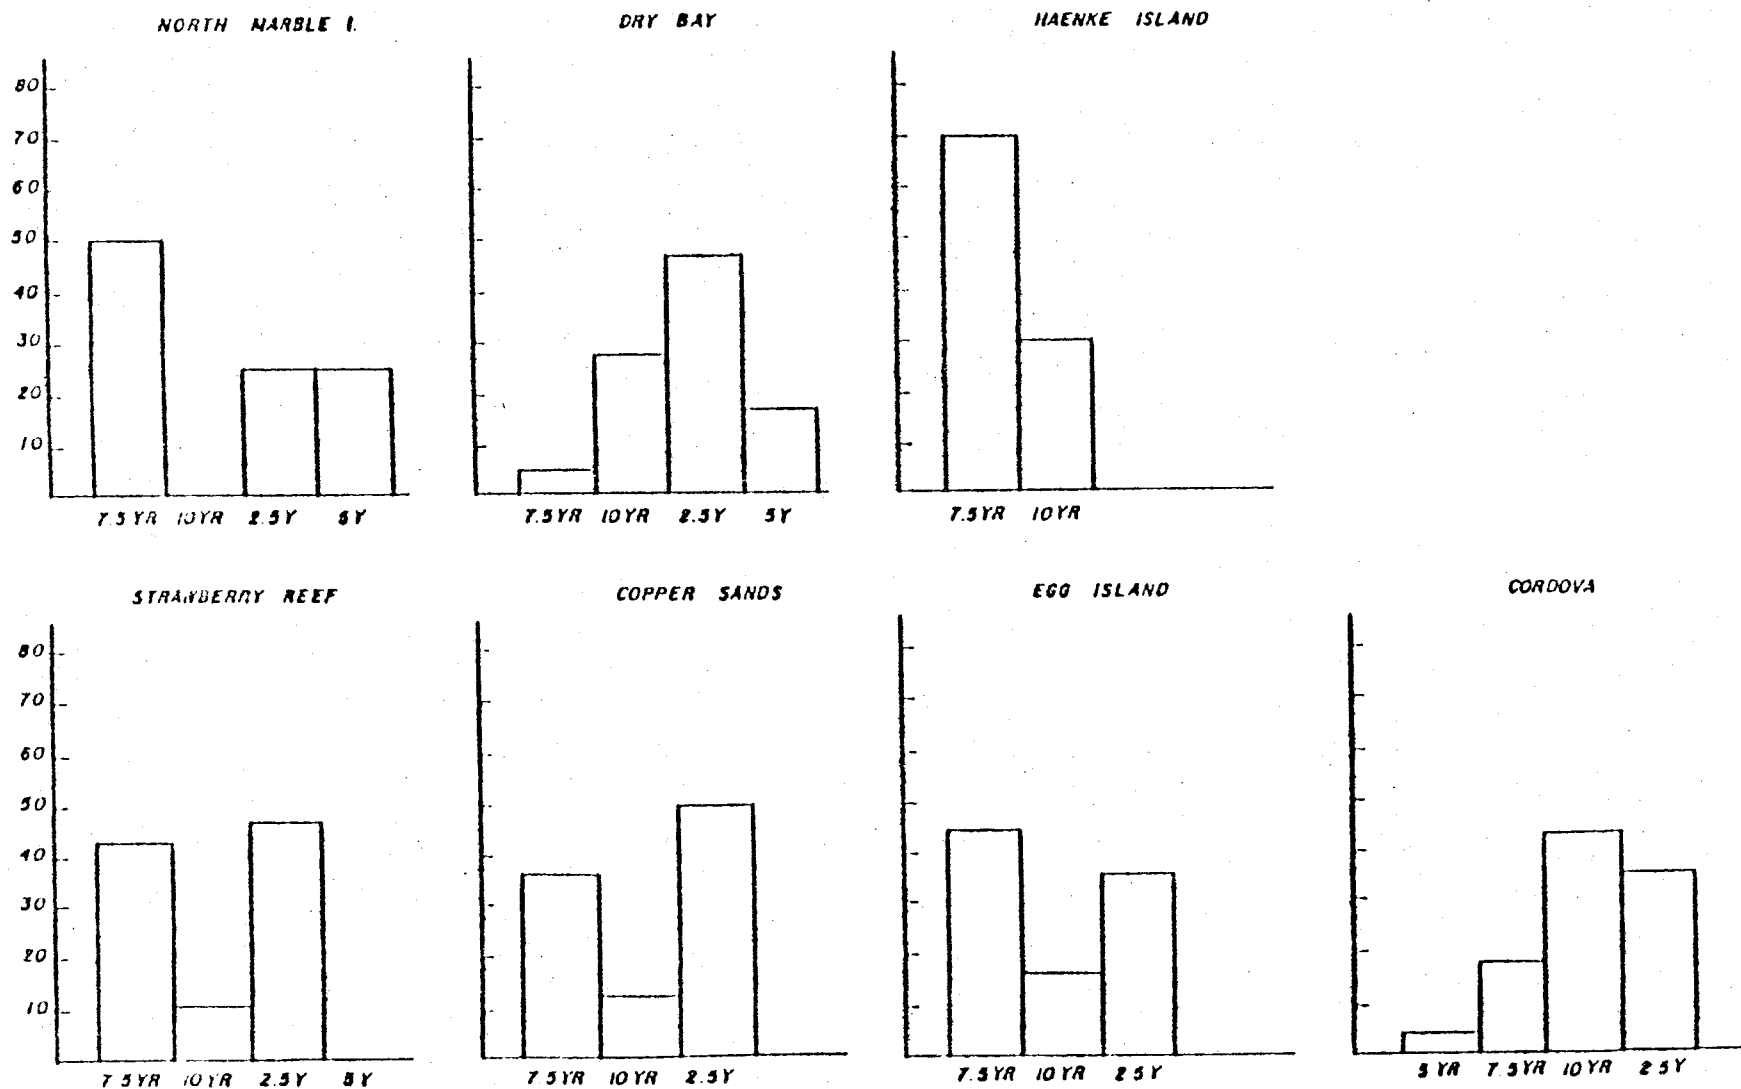 NORTH MARBLE I.
DRY BAY
HAENKE ISLAND
80
70
60
50
40
30
20
10
7.5YR 10YR 2.5Y 5Y
7.5YR 10YR 2.5Y 5Y
7.5YR 10YR
STRAWBERRY REEF
COPPER SANDS
EGG ISLAND
CORDOVA
80
70
60
50
40
30
20
10
7.5YR 10YR 2.5Y 5Y
7.5YR 10YR 2.5Y
7.5YR 10YR 2.5Y
5YR 7.5YR 10YR 2.5Y